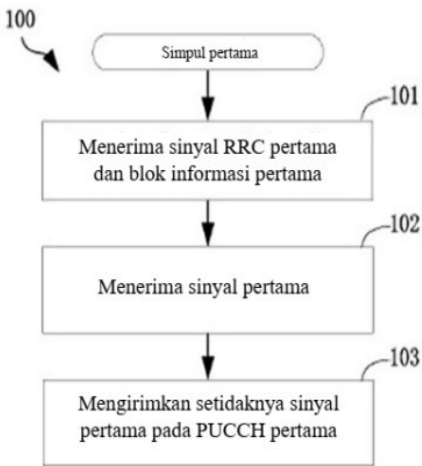 100
Simpul pertama
101
Menerima sinyal RRC pertama
dan blok informasi pertama
102
Menerima sinyal pertama
103
Mengirimkan setidaknya sinyal
pertama pada PUCCH pertama